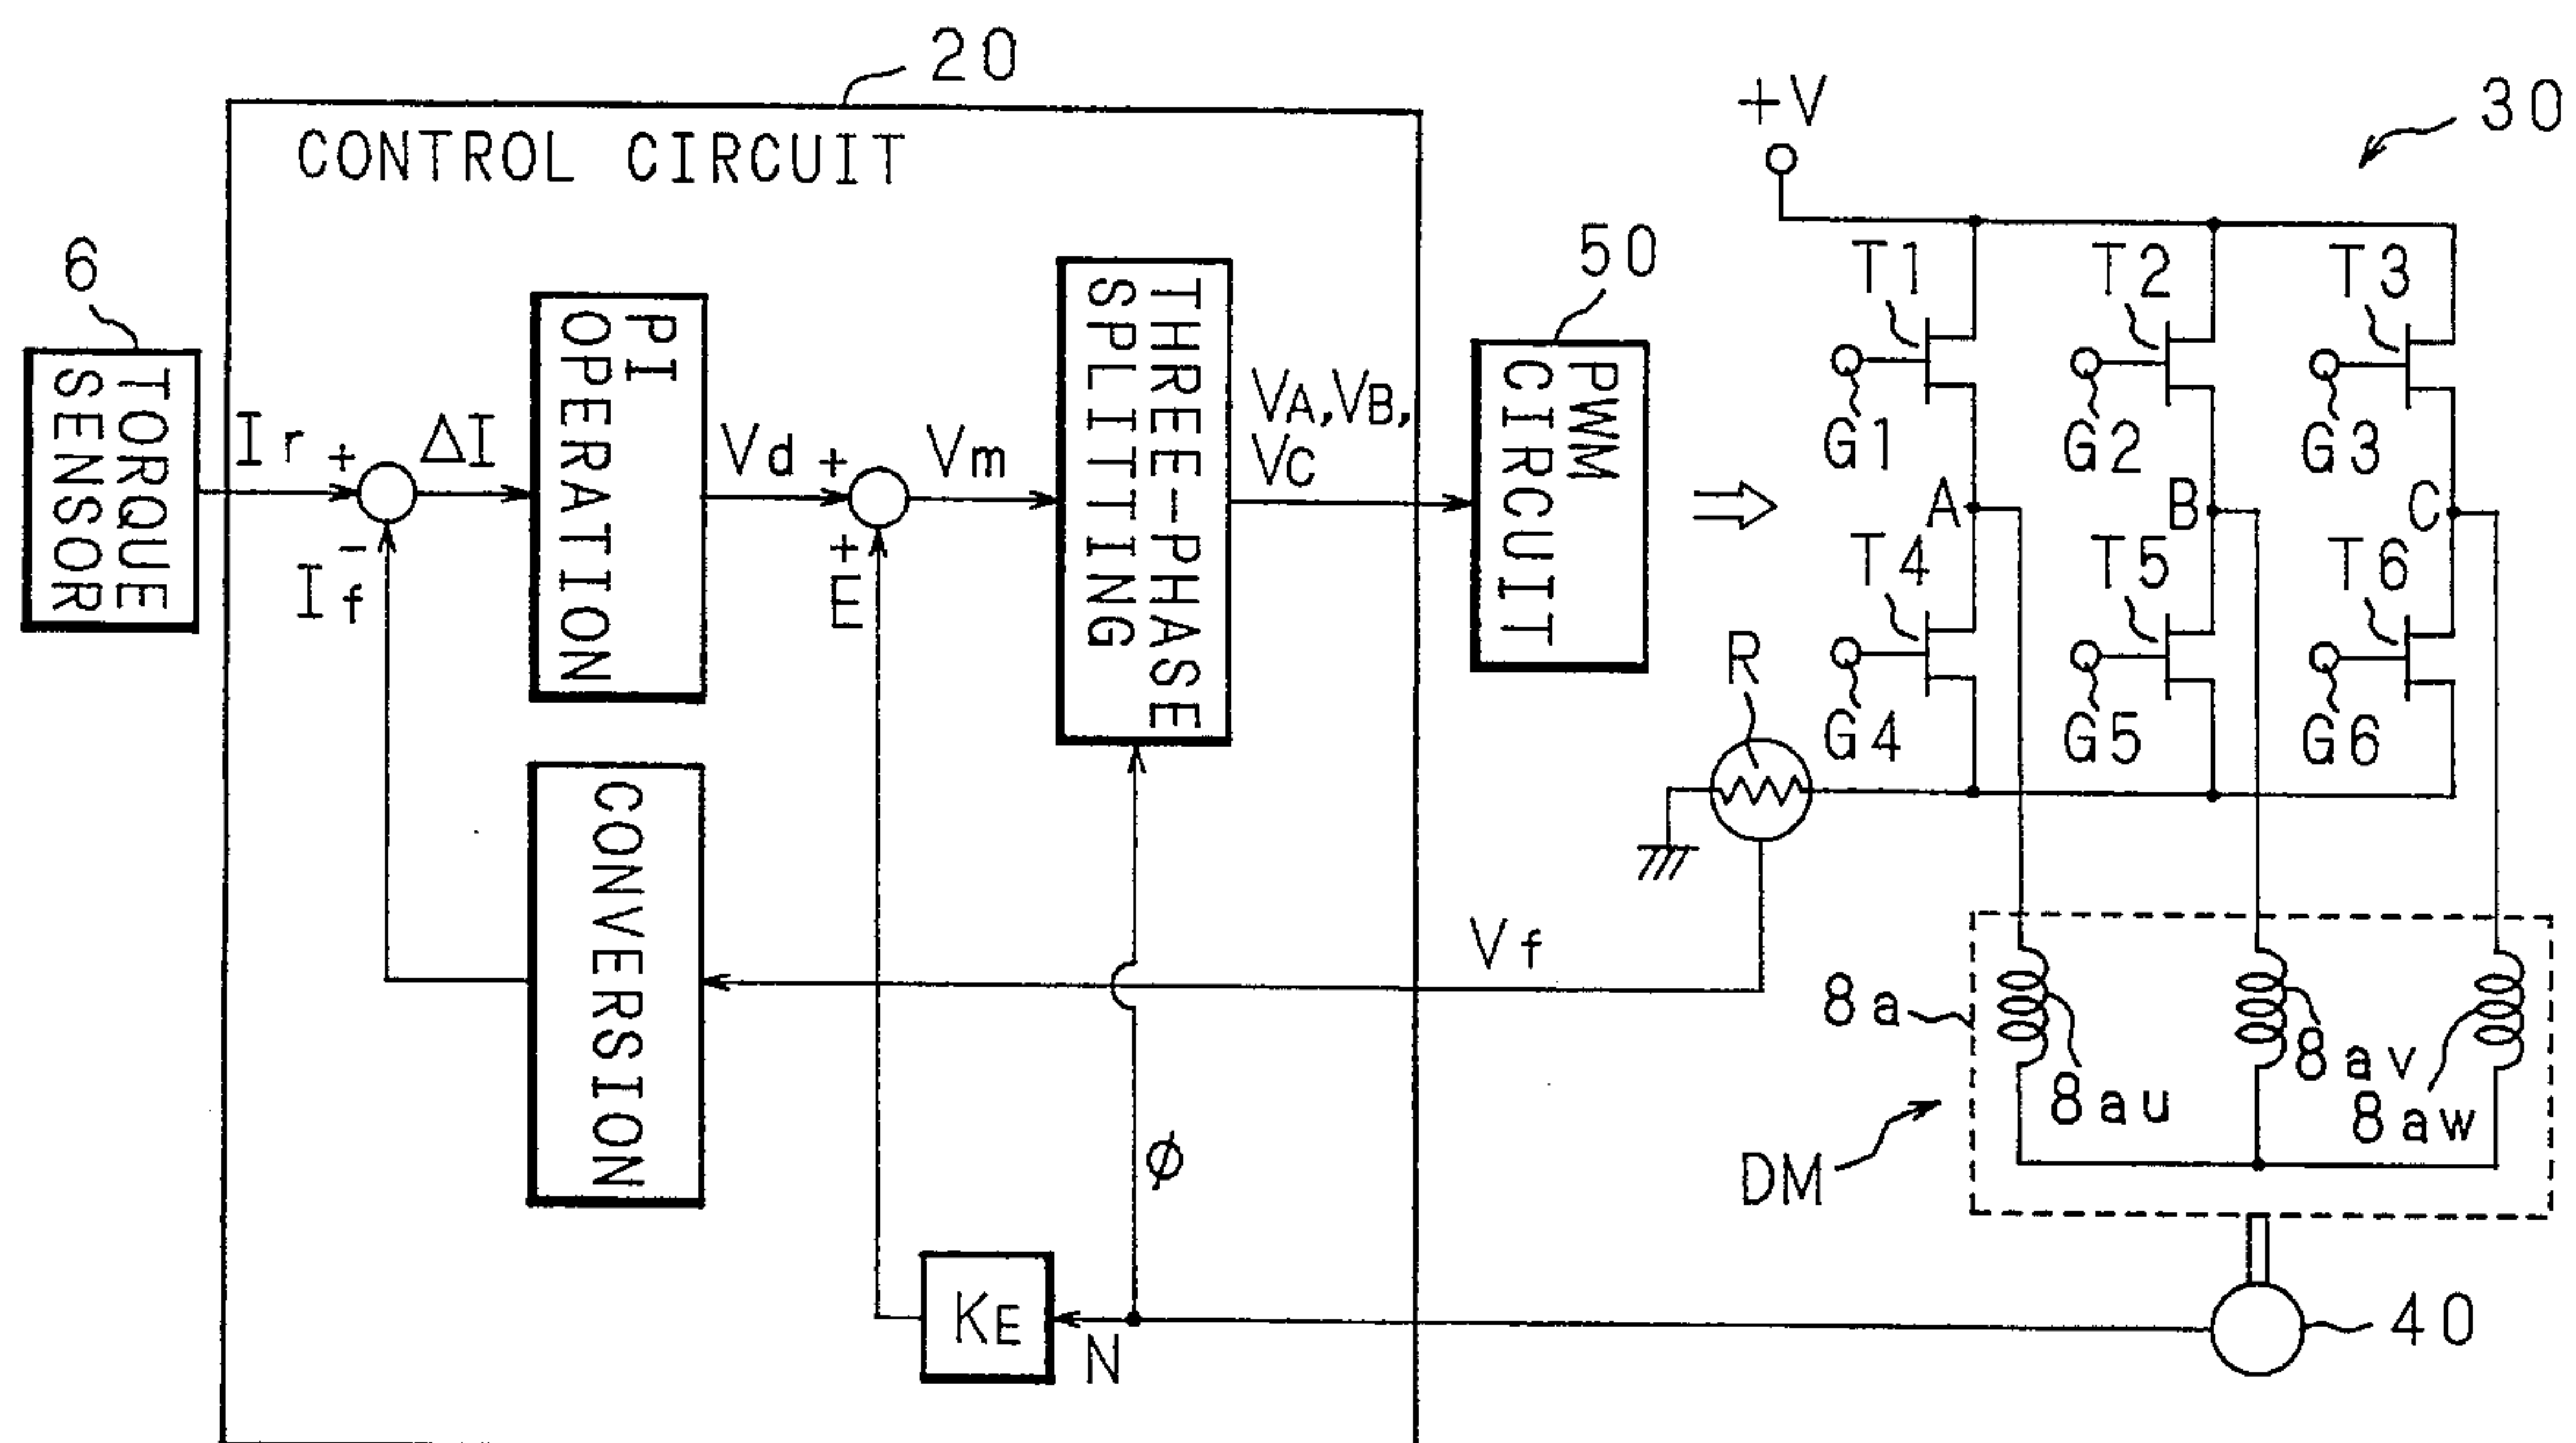 20
CONTROL CIRCUIT
6
TORQUE
SENSOR
Ir
+
-
If
ΔI
PI
OPERATION
Vd
+
+
E
Vm
THREE-PHASE
SPLITTING
VA,VB,
VC
50
PWM
CIRCUIT
CONVERSION
Vf
ϕ
KE
N
+V
30
T1
T2
T3
G1
G2
G3
A
B
C
T4
T5
T6
G4
G5
G6
R
8a
8au
8av
8aw
DM
40